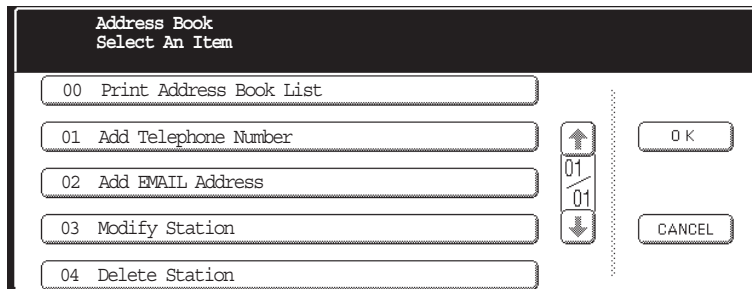 Address Book
Select An Item
00 Print Address Book List
01 Add Telephone Number
02 Add EMAIL Address
03 Modify Station
04 Delete Station
01/01
OK
CANCEL